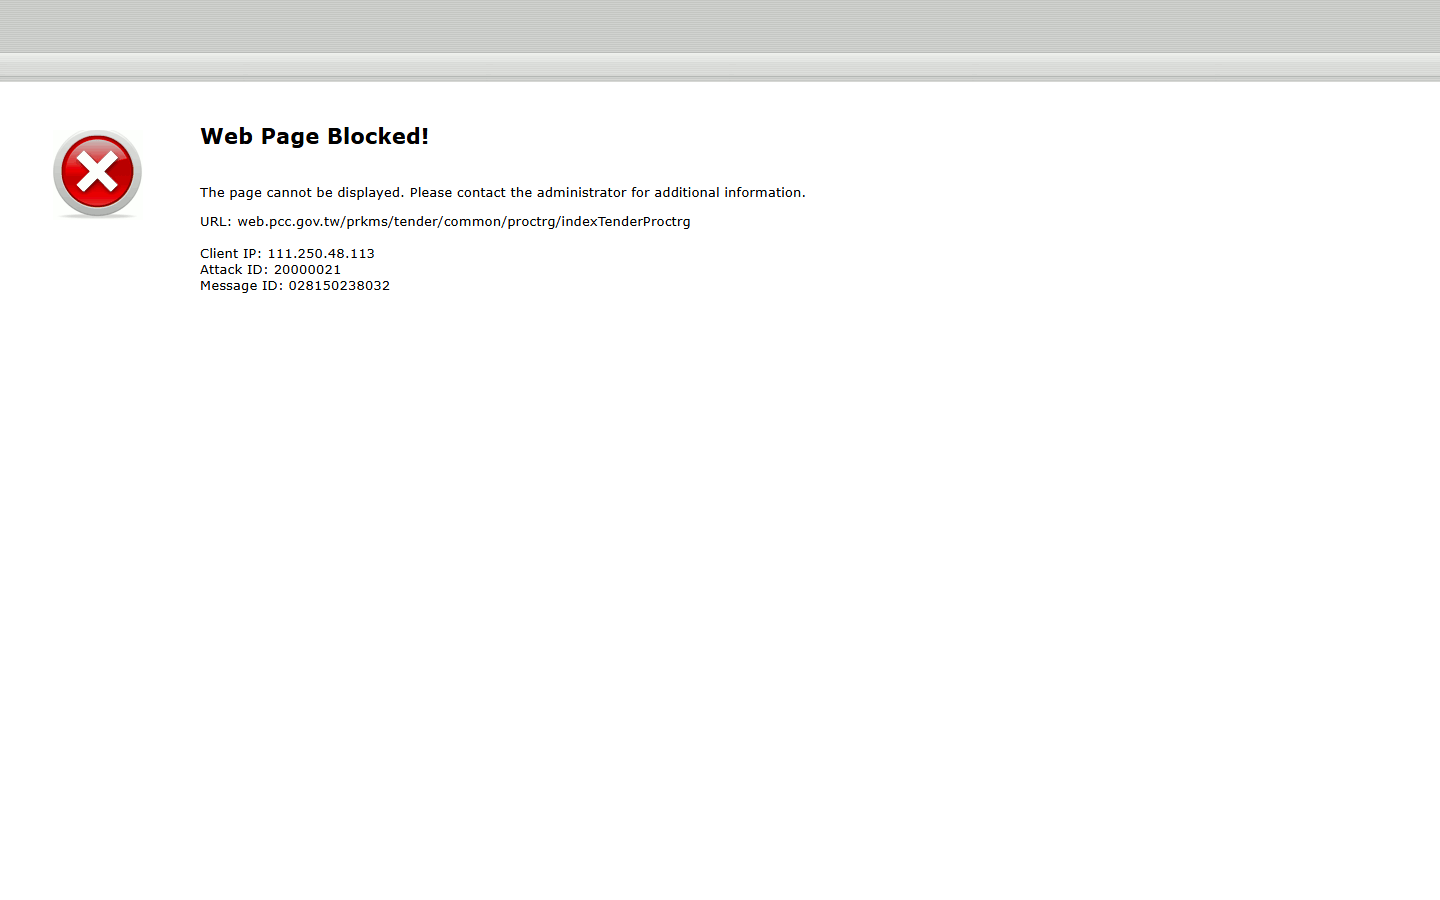 Web Page Blocked!
The page cannot be displayed. Please contact the administrator for additional information.
URL: web.pcc.gov.tw/prkms/tender/common/proctrg/indexTenderProctrg
Client IP: 111.250.48.113
Attack ID: 20000021
Message ID: 028150238032